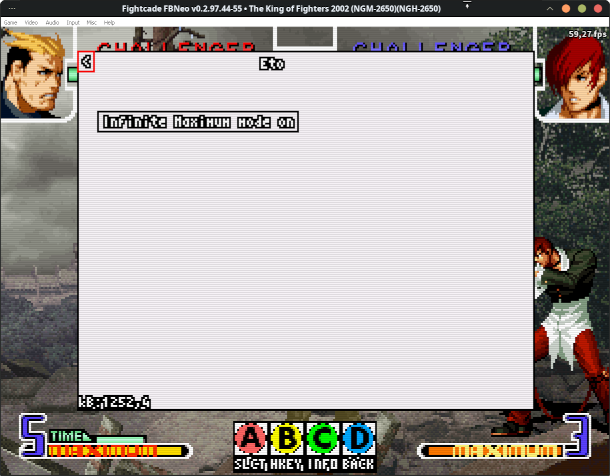 Fightcade FBNeo v0.2.97.44-55 • The King of Fighters 2002 (NGM-2650)(NGH-2650)
Game Video Audio Input Misc Help
59,27 fps
CHALLENGER CHALLENGER
<
Etc
Infinite Maximum mode on
kB:1252,4
5 3
TIME
MAXIMUM MAXIMUM
A B C D
SLCT HKEY INFO BACK